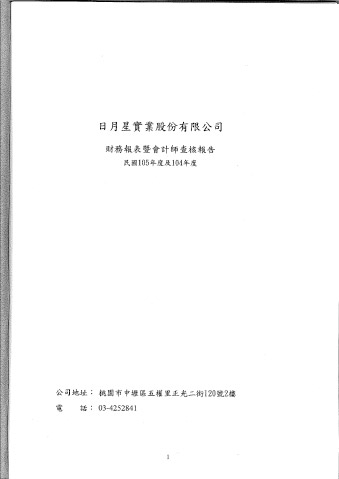 日月星實業股份有限公司
財務報表暨會計師查核報告
民國105年度及104年度
公司地址： 桃園市中壢區五權里正光二街120號2樓
電　　話： 03-4252841
1